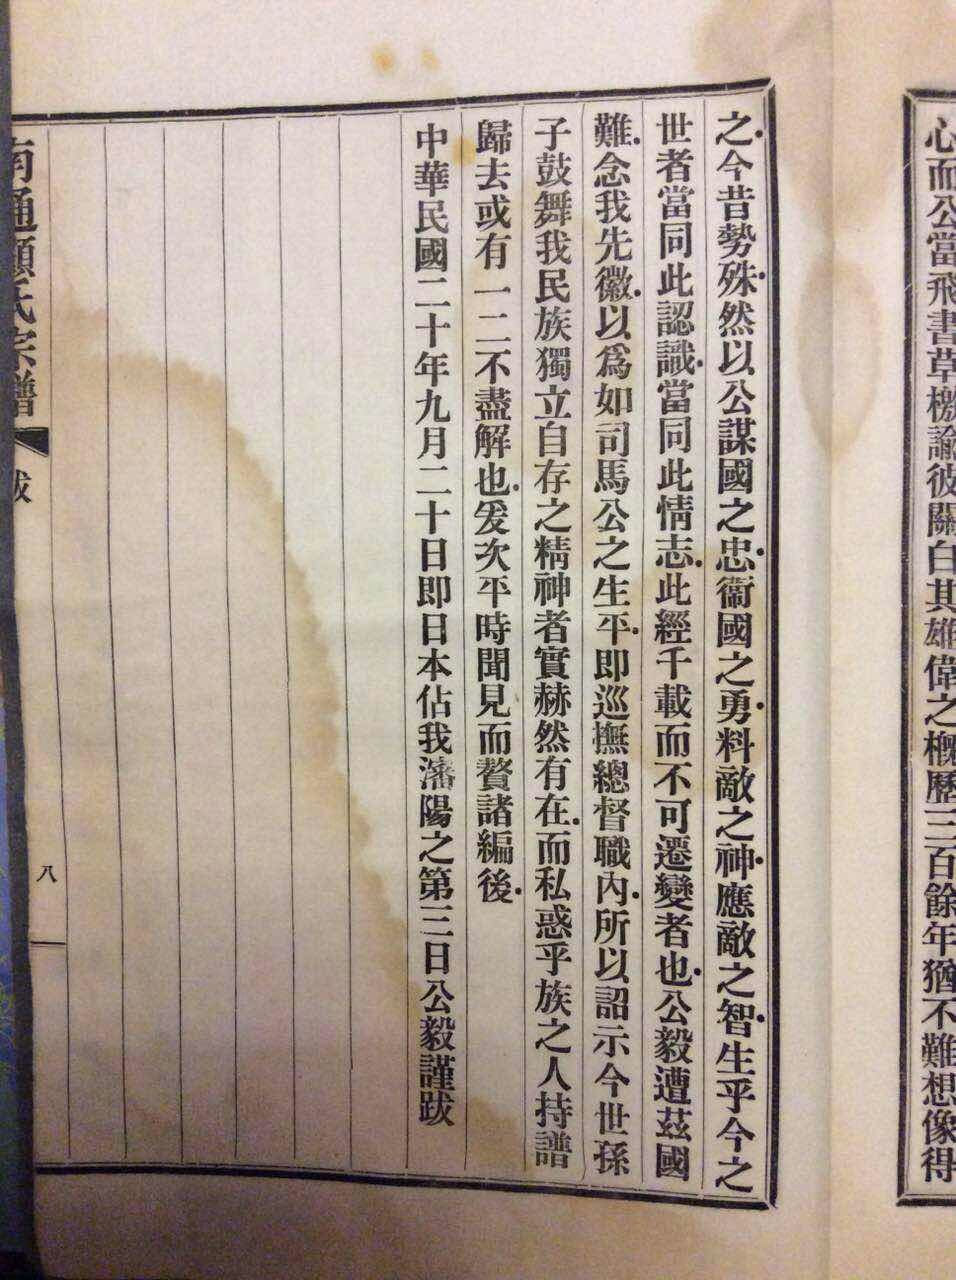 心而公當飛書草檄諭彼關白其雄偉之概歷三百餘年猶不難想像得
之今昔勢殊然以公謀國之忠衞國之勇料敵之神應敵之智生乎今之
世者當同此認識當同此情志此經千載而不可遷變者也公毅遭茲國
難念我先徽以爲如司馬公之生平即巡撫總督職內所以詔示今世孫
子鼓舞我民族獨立自存之精神者實赫然有在而私惑乎族之人持譜
歸去或有一二不盡解也爰次平時聞見而贅諸編後
中華民國二十年九月二十日即日本佔我瀋陽之第三日公毅謹跋
南通顧氏宗譜
跋
八